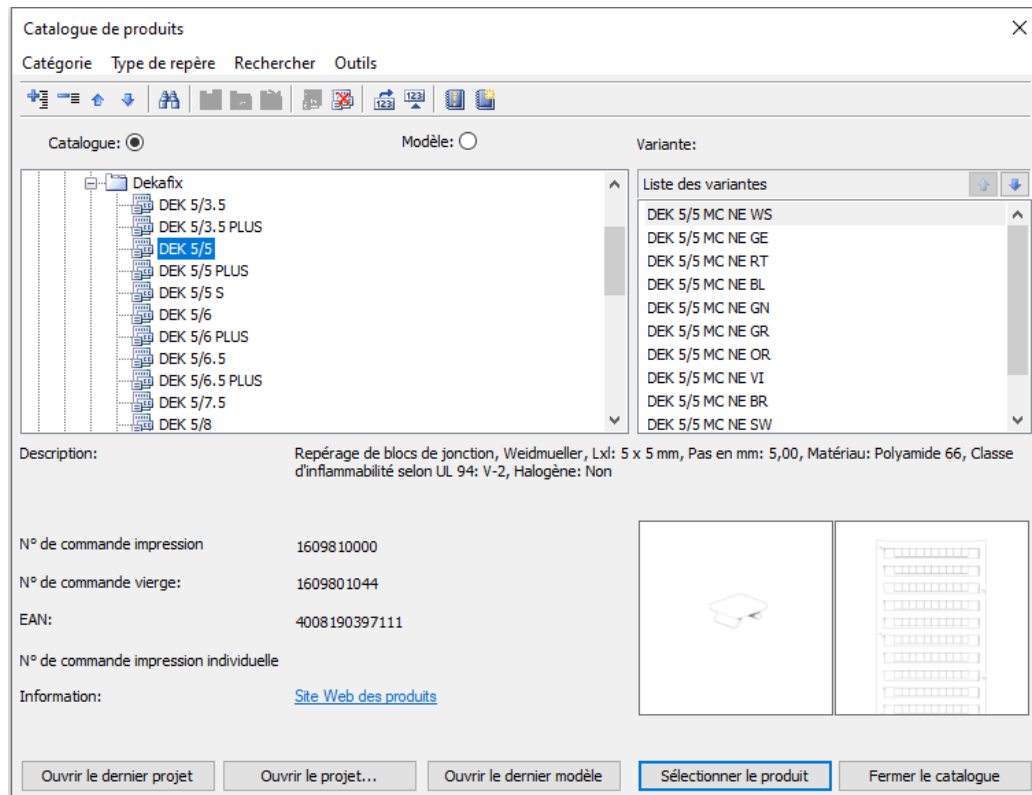 Catalogue de produits
Catégorie Type de repère Rechercher Outils
Catalogue: Modèle: Variante:
Dekafix
DEK 5/3.5
DEK 5/3.5 PLUS
DEK 5/5
DEK 5/5 PLUS
DEK 5/5 S
DEK 5/6
DEK 5/6 PLUS
DEK 5/6.5
DEK 5/6.5 PLUS
DEK 5/7.5
DEK 5/8
Liste des variantes
DEK 5/5 MC NE WS
DEK 5/5 MC NE GE
DEK 5/5 MC NE RT
DEK 5/5 MC NE BL
DEK 5/5 MC NE GN
DEK 5/5 MC NE GR
DEK 5/5 MC NE OR
DEK 5/5 MC NE VI
DEK 5/5 MC NE BR
DEK 5/5 MC NE SW
Description: Repérage de blocs de jonction, Weidmueller, Lxl: 5 x 5 mm, Pas en mm: 5,00, Matériau: Polyamide 66, Classe
d'inflammabilité selon UL 94: V-2, Halogène: Non
N° de commande impression 1609810000
N° de commande vierge: 1609801044
EAN: 4008190397111
N° de commande impression individuelle
Information: Site Web des produits
Ouvrir le dernier projet Ouvrir le projet... Ouvrir le dernier modèle Sélectionner le produit Fermer le catalogue